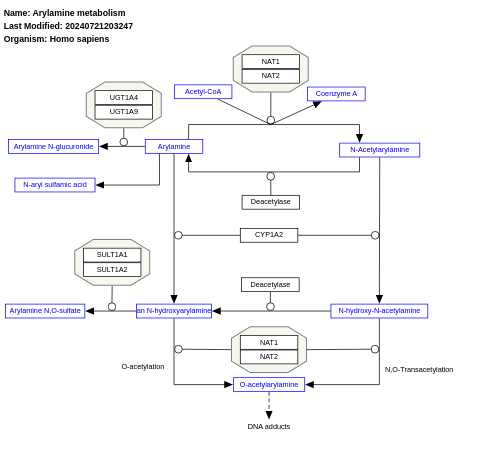 Name: Arylamine metabolism
Last Modified: 20240721203247
Organism: Homo sapiens
NAT1
NAT2
Acetyl-CoA
Coenzyme A
UGT1A4
UGT1A9
Arylamine N-glucuronide
Arylamine
N-Acetylarylamine
N-aryl sulfamic acid
Deacetylase
CYP1A2
SULT1A1
SULT1A2
Deacetylase
Arylamine N,O-sulfate
an N-hydroxyarylamine
N-hydroxy-N-acetylamine
NAT1
NAT2
O-acetylation
N,O-Transacetylation
O-acetylarylamine
DNA adducts